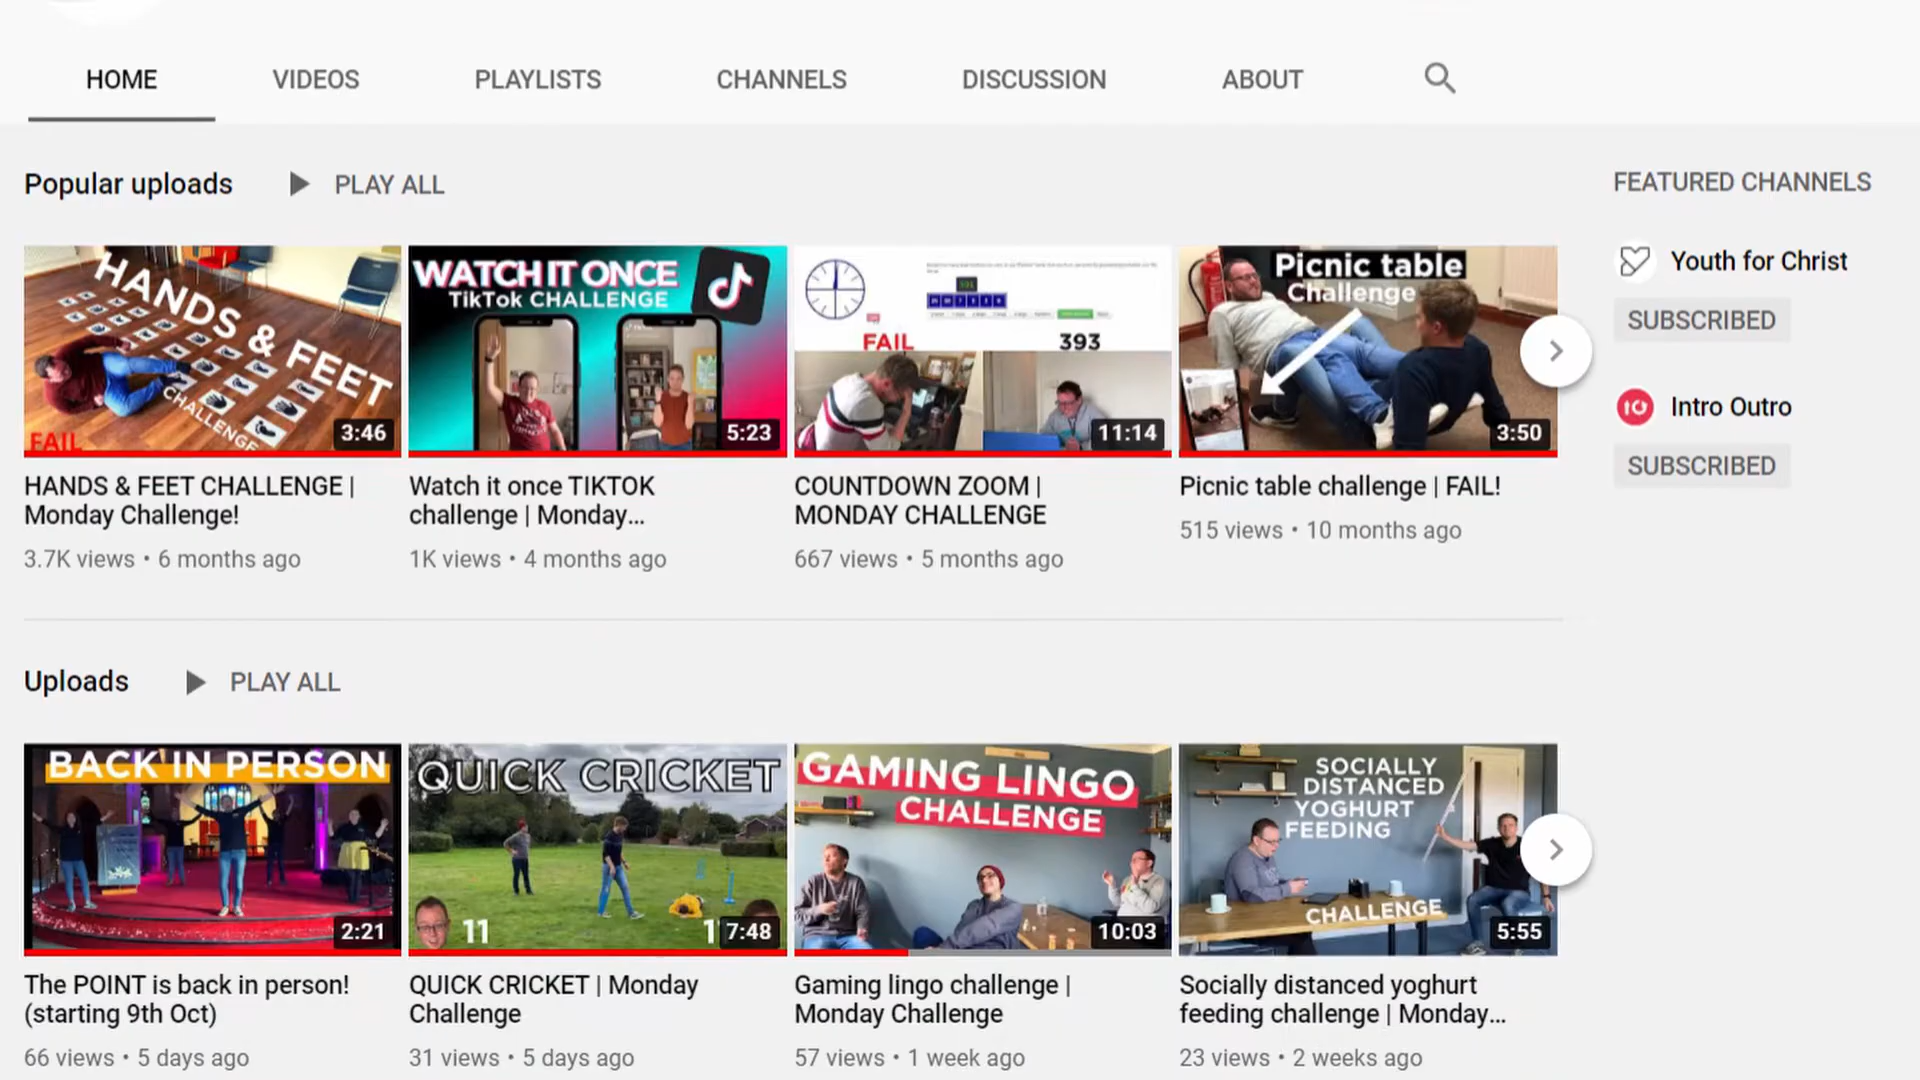 HOME VIDEOS PLAYLISTS CHANNELS DISCUSSION ABOUT
Popular uploads PLAY ALL
FEATURED CHANNELS
Youth for Christ
SUBSCRIBED
Intro Outro
SUBSCRIBED
HANDS & FEET
CHALLENGE
FAIL
3:46
WATCH IT ONCE
TikTok CHALLENGE
5:23
FAIL
393
11:14
Picnic table
Challenge
3:50
HANDS & FEET CHALLENGE |
Monday Challenge!
3.7K views • 6 months ago
Watch it once TIKTOK
challenge | Monday...
1K views • 4 months ago
COUNTDOWN ZOOM |
MONDAY CHALLENGE
667 views • 5 months ago
Picnic table challenge | FAIL!
515 views • 10 months ago
Uploads PLAY ALL
BACK IN PERSON
2:21
QUICK CRICKET
11
7:48
GAMING LINGO
CHALLENGE
10:03
SOCIALLY
DISTANCED
YOGHURT
FEEDING
CHALLENGE
5:55
The POINT is back in person!
(starting 9th Oct)
66 views • 5 days ago
QUICK CRICKET | Monday
Challenge
31 views • 5 days ago
Gaming lingo challenge |
Monday Challenge
57 views • 1 week ago
Socially distanced yoghurt
feeding challenge | Monday...
23 views • 2 weeks ago